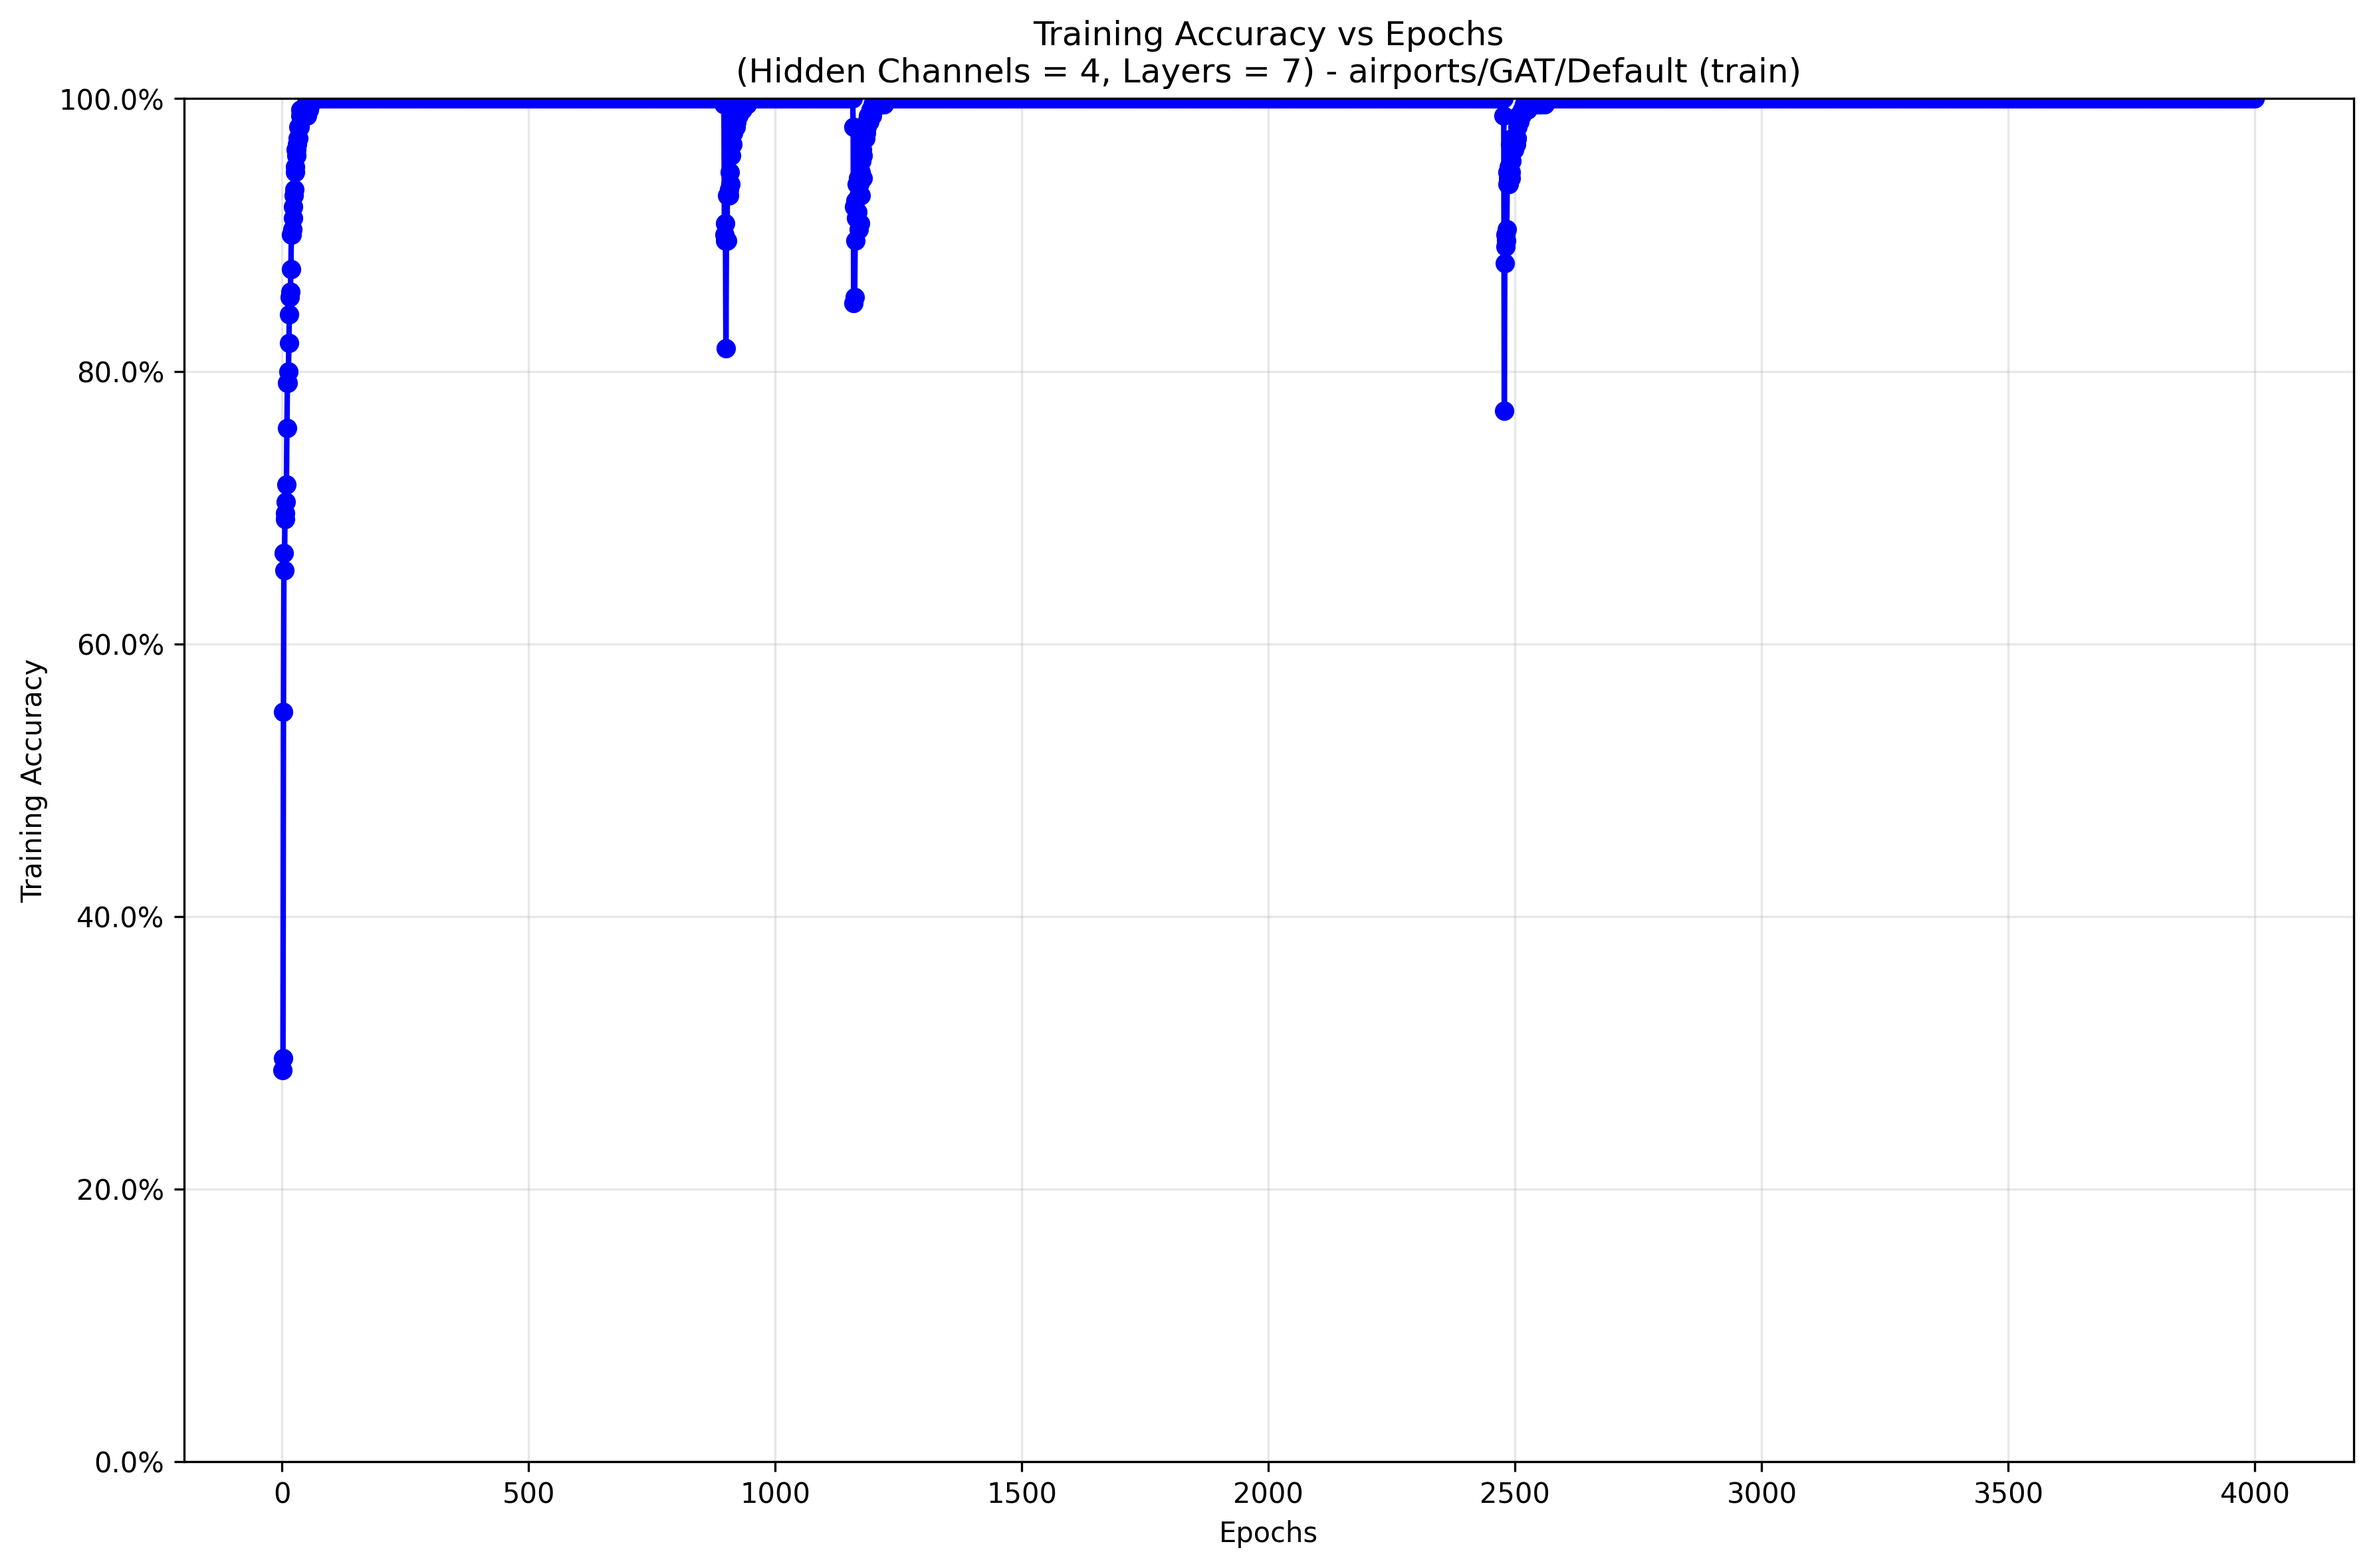 Training Accuracy vs Epochs
(Hidden Channels = 4, Layers = 7) - airports/GAT/Default (train)
100.0%
80.0%
60.0%
40.0%
20.0%
0.0%
Training Accuracy
0 500 1000 1500 2000 2500 3000 3500 4000
Epochs